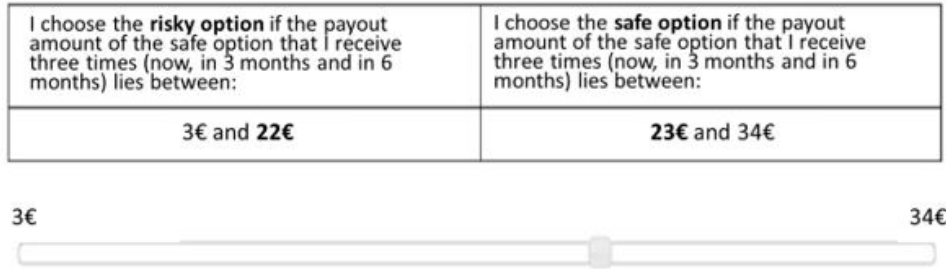 I choose the risky option if the payout
amount of the safe option that I receive
three times (now, in 3 months and in 6
months) lies between:
I choose the safe option if the payout
amount of the safe option that I receive
three times (now, in 3 months and in 6
months) lies between:
3€ and 22€
23€ and 34€
3€
34€